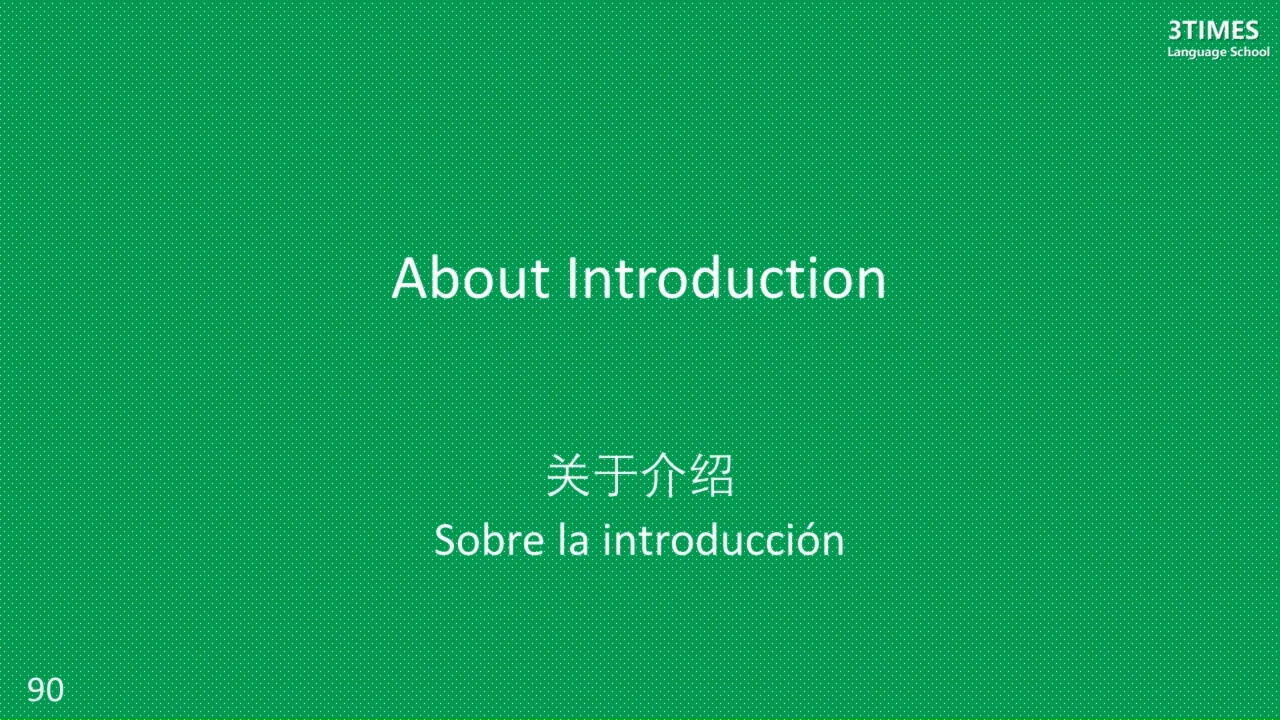 3TIMES
Language School
About Introduction
关于介绍
Sobre la introducción
90